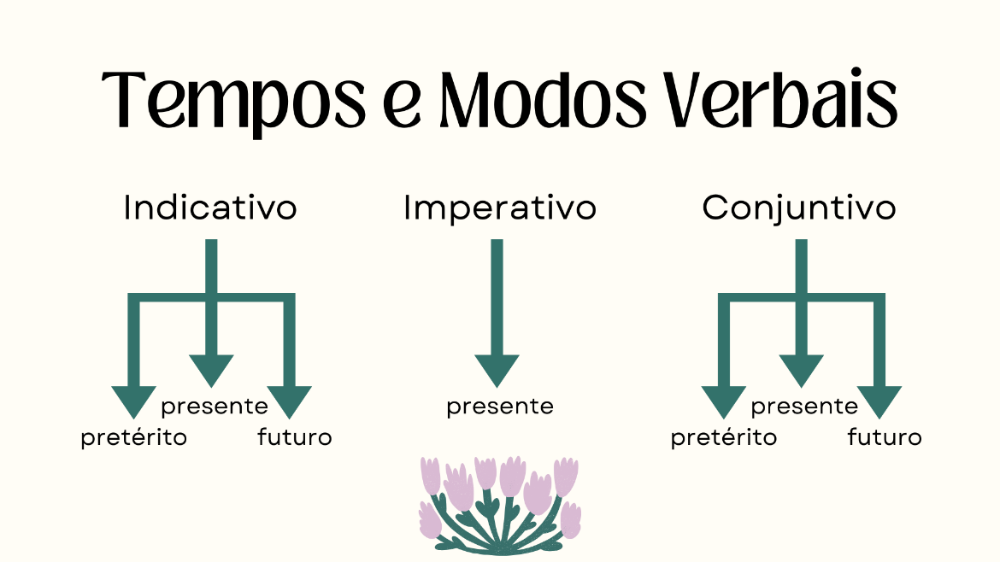 Tempos e Modos Verbais
Indicativo
Imperativo
Conjuntivo
presente
pretérito
futuro
presente
presente
pretérito
futuro